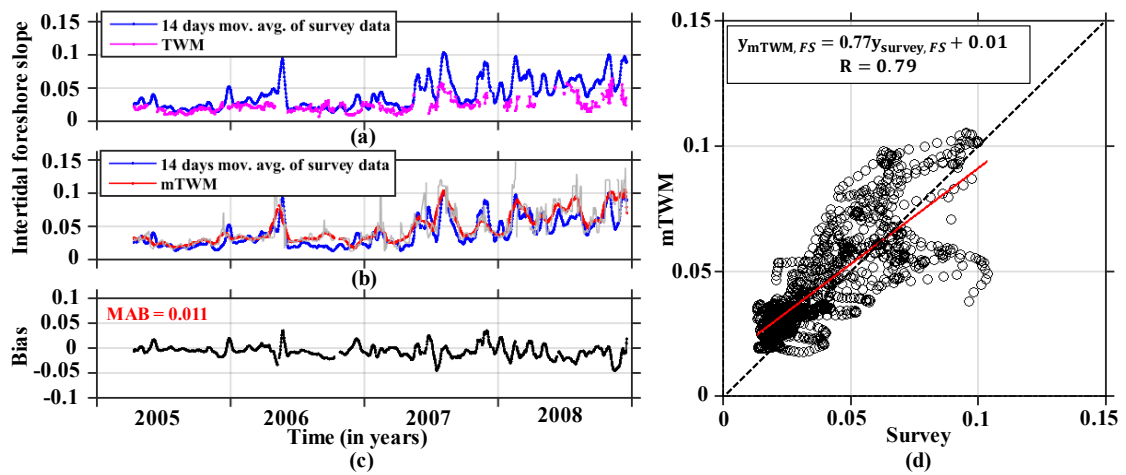 14 days mov. avg. of survey data
TWM
0.15
0.1
0.05
0
(a)
14 days mov. avg. of survey data
mTWM
0.15
0.1
0.05
0
(b)
Intertidal foreshore slope
MAB = 0.011
0.1
0.05
0
-0.05
-0.1
Bias
2005 2006 2007 2008
Time (in years)
(c)
y_mTWM, FS = 0.77y_survey, FS + 0.01
R = 0.79
0.15
0.1
0.05
0
mTWM
0 0.05 0.1 0.15
Survey
(d)